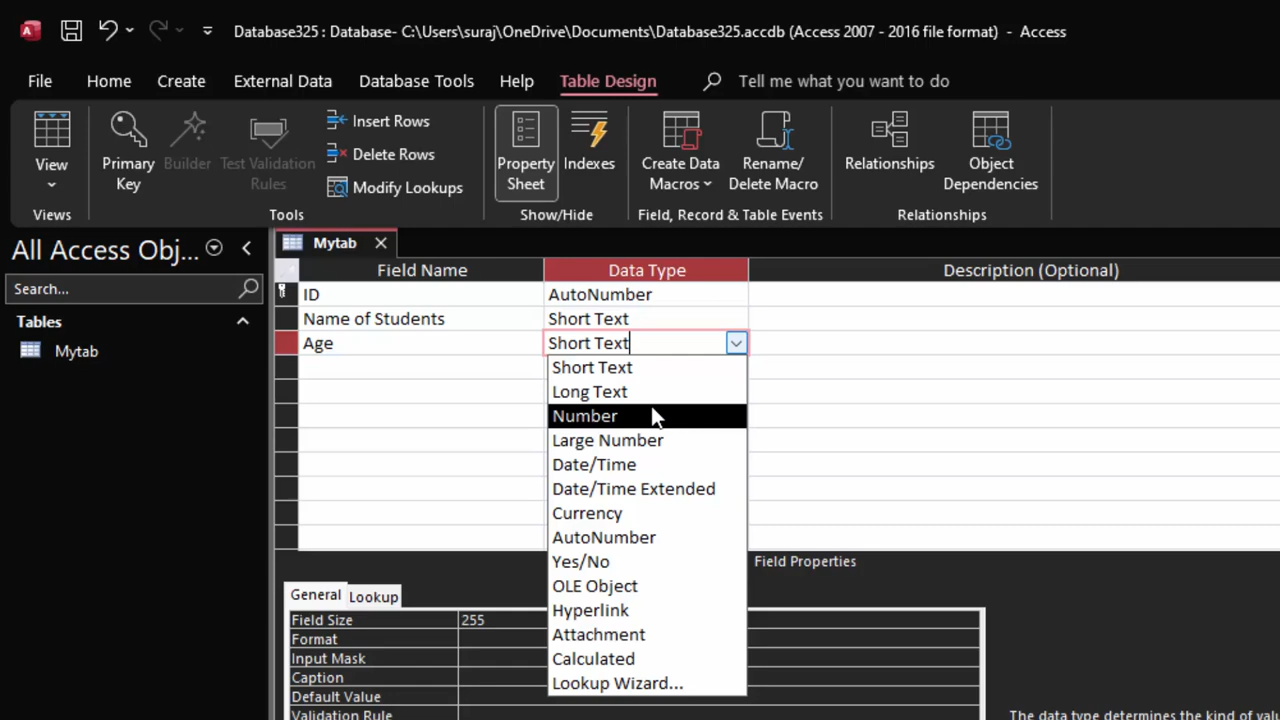 Database325 : Database- C:\Users\suraj\OneDrive\Documents\Database325.accdb (Access 2007 - 2016 file format) - Access
File Home Create External Data Database Tools Help Table Design Tell me what you want to do
View
Views
Primary Key
Builder
Test Validation Rules
Insert Rows
Delete Rows
Modify Lookups
Tools
Property Sheet
Indexes
Show/Hide
Create Data Macros
Rename/ Delete Macro
Field, Record & Table Events
Relationships
Object Dependencies
Relationships
All Access Obj...
Search...
Tables
Mytab
Mytab
Field Name Data Type Description (Optional)
ID AutoNumber
Name of Students Short Text
Age Short Text
Short Text
Long Text
Number
Large Number
Date/Time
Date/Time Extended
Currency
AutoNumber
Yes/No
OLE Object
Hyperlink
Attachment
Calculated
Lookup Wizard...
Field Properties
General Lookup
Field Size 255
Format
Input Mask
Caption
Default Value
Validation Rule
The data type determines the kind of val